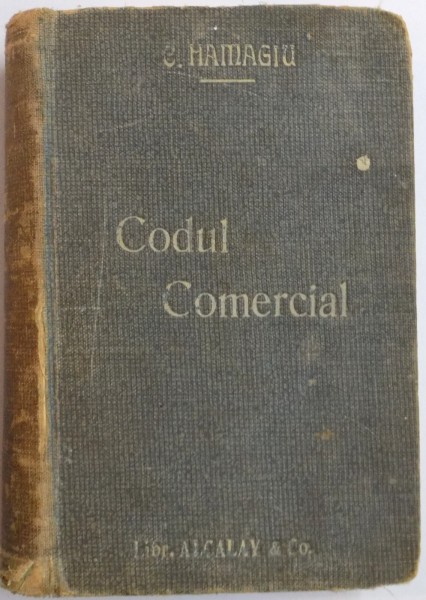 C. HAMAGIU
Codul
Comercial
Libr. ALCALAY & Co.